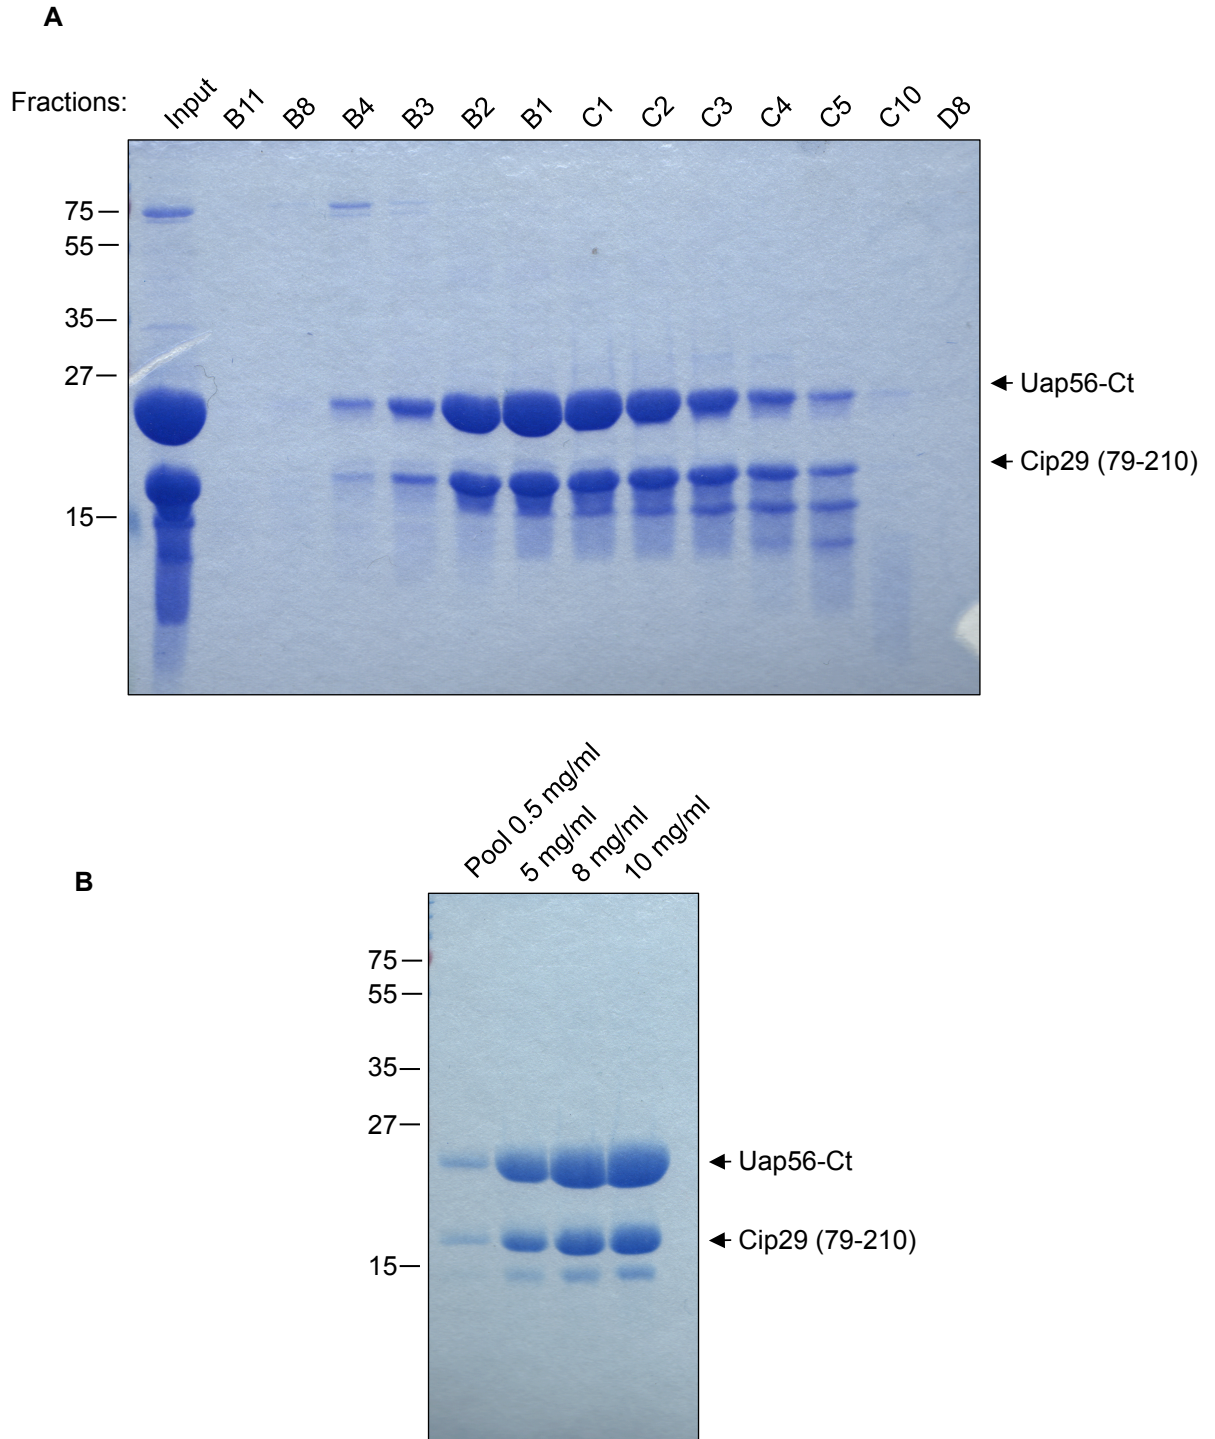 A
Fractions: Input B11 B8 B4 B3 B2 B1 C1 C2 C3 C4 C5 C10 D8
75
55
35
27
Uap56-Ct
Cip29 (79-210)
15
B
Pool 0.5 mg/ml 5 mg/ml 8 mg/ml 10 mg/ml
75
55
35
27
Uap56-Ct
Cip29 (79-210)
15